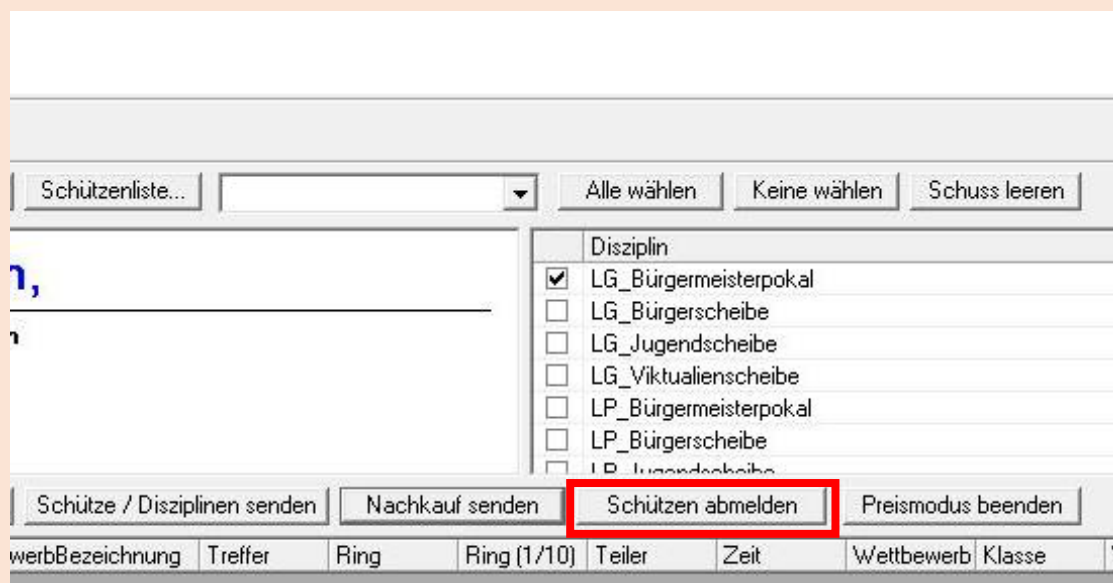 Schützenliste... Alle wählen Keine wählen Schuss leeren
Disziplin
n,
LG_Bürgermeisterpokal
LG_Bürgerscheibe
n
LG_Jugendscheibe
LG_Viktualienscheibe
LP_Bürgermeisterpokal
LP_Bürgerscheibe
LP_Jugendscheibe
Schütze / Disziplinen senden Nachkauf senden Schützen abmelden Preismodus beenden
werbBezeichnung Treffer Ring Ring (1/10) Teiler Zeit Wettbewerb Klasse